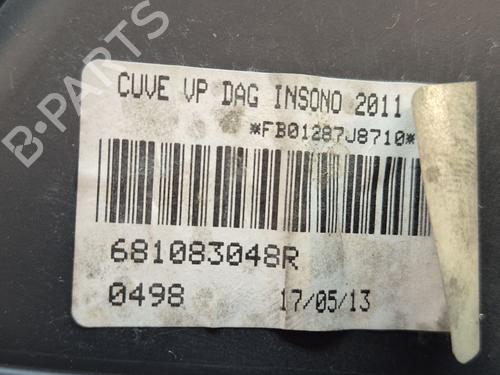 CUVE VP DAG INSONO 2011
*FB01287J8710*
681083048R
0498 17/05/13
B-PARTS